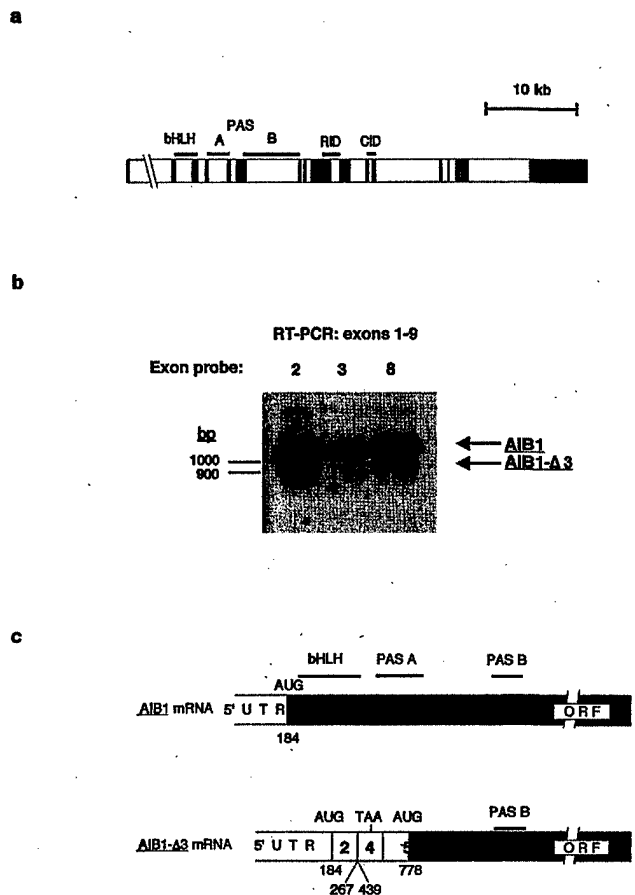 a
10 kb
PAS
bHLH A B RID CID
b
RT-PCR: exons 1-9
Exon probe: 2 3 8
bp
1000
900
AIB1
AIB1-Δ3
c
bHLH PAS A PAS B
AUG
AIB1 mRNA 5' U T R ORF
184
AUG TAA AUG PAS B
AIB1-Δ3 mRNA 5' U T R 2 4 5 ORF
184 778
267 439